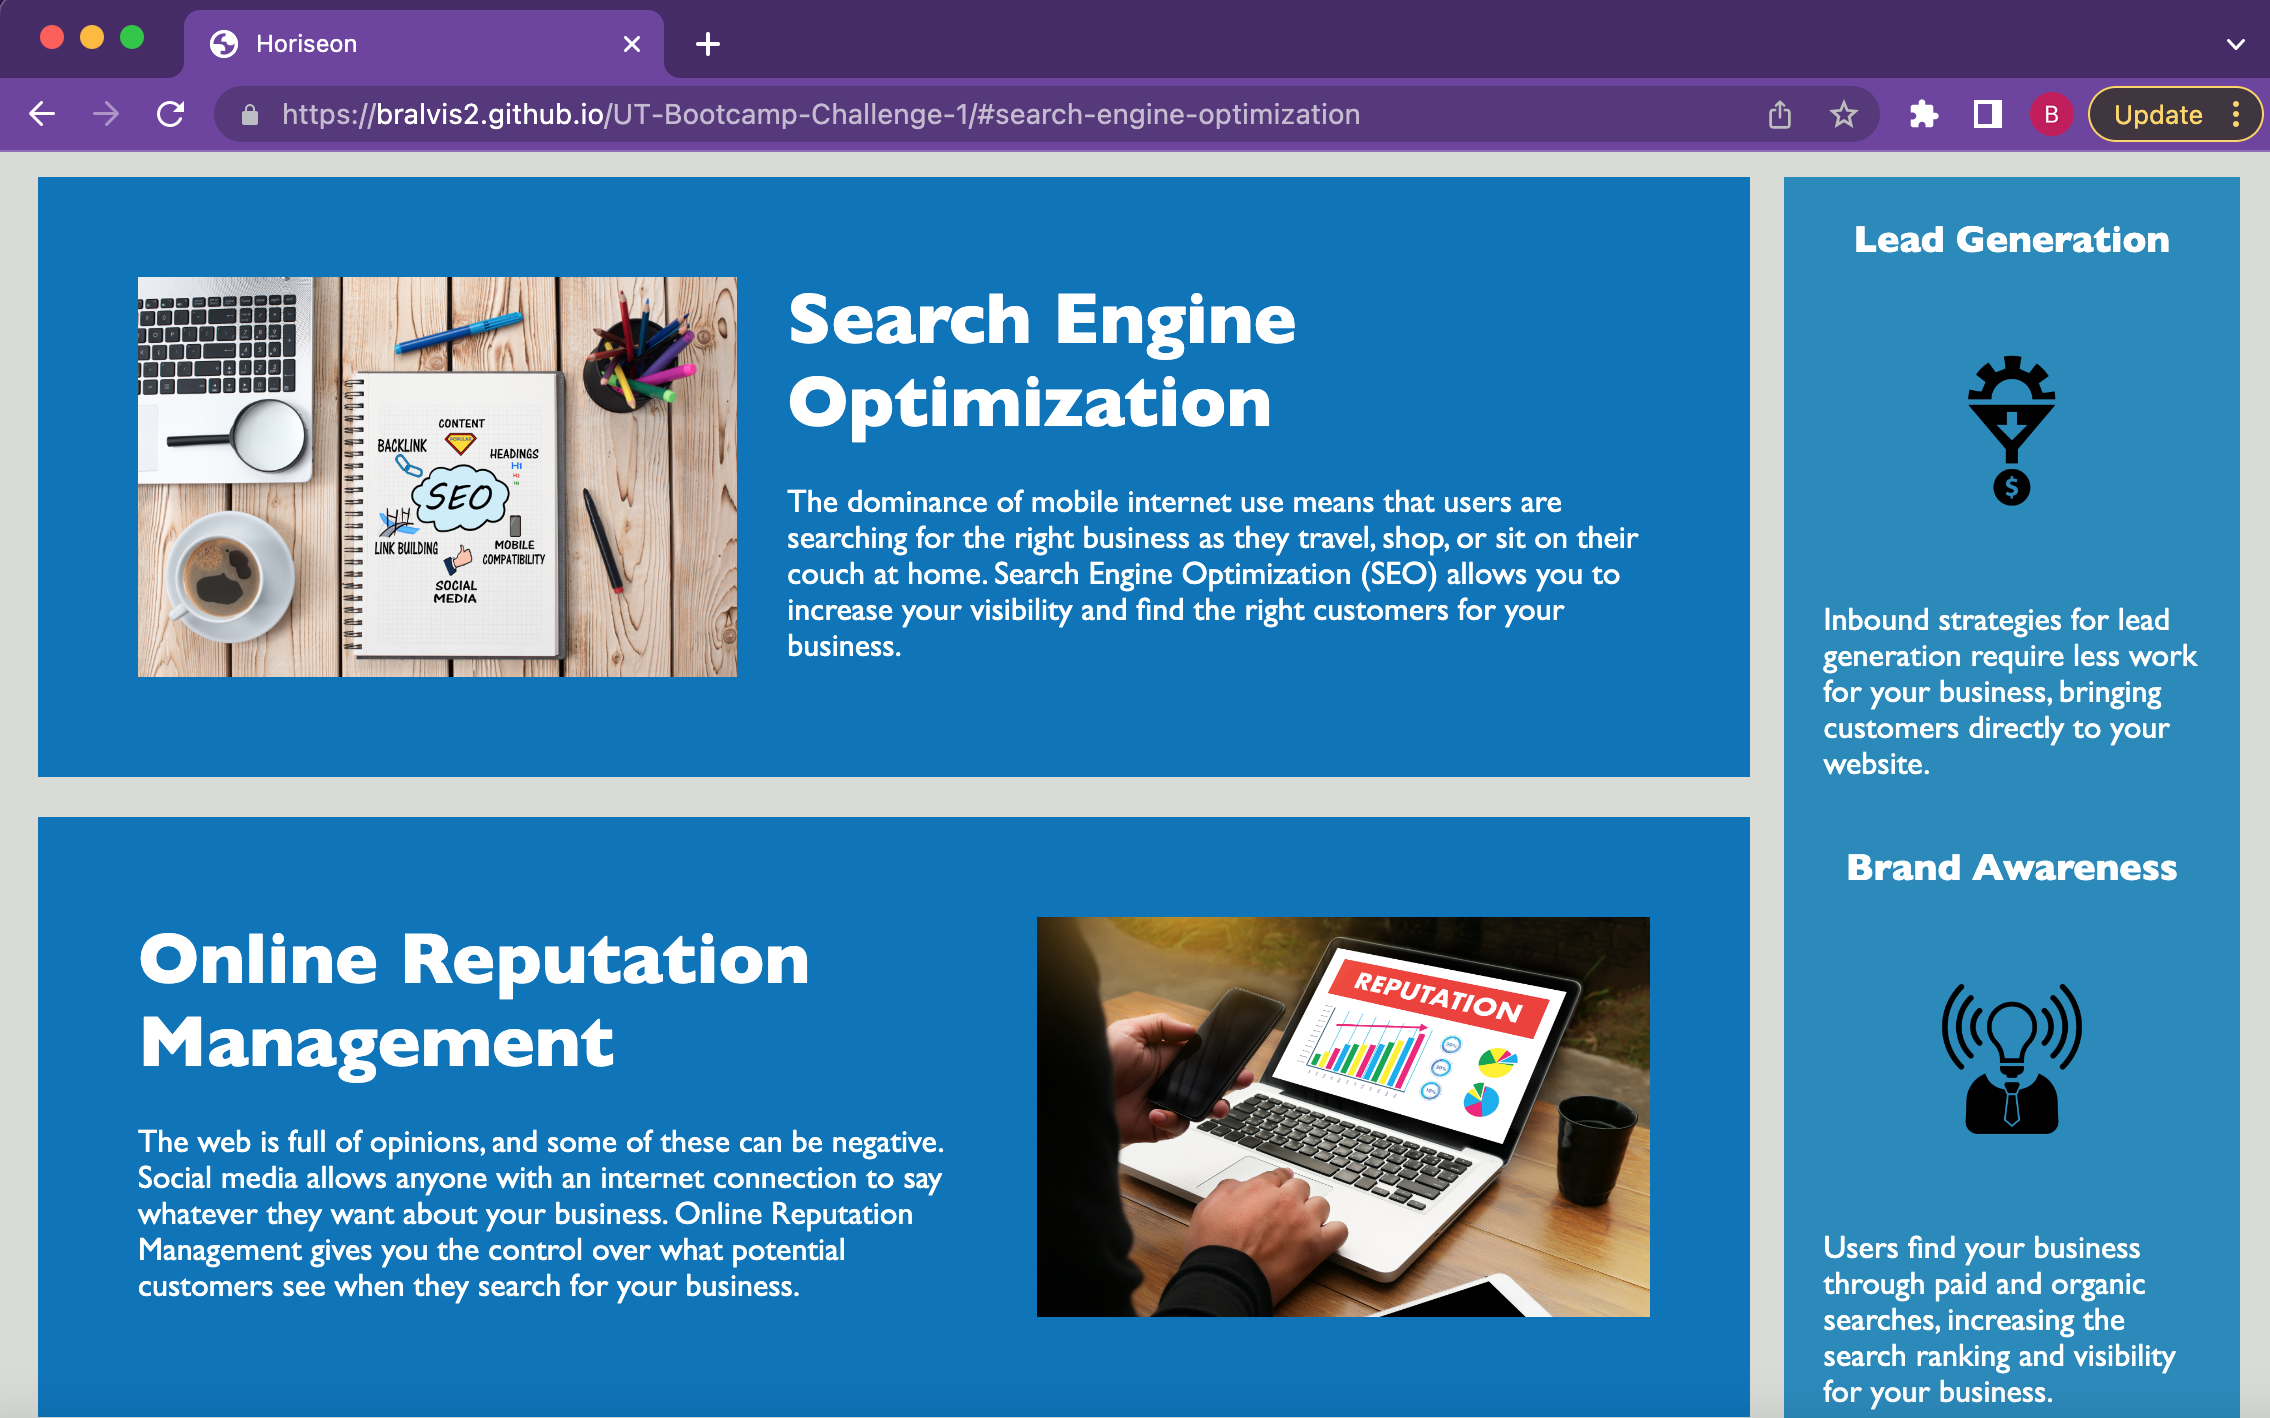 Horiseon
https://bralvis2.github.io/UT-Bootcamp-Challenge-1/#search-engine-optimization
B
Update
CONTENT
POPULAR
BACKLINK
HEADINGS
H1
H2
H3
SEO
LINK BUILDING
MOBILE
COMPATIBILITY
SOCIAL
MEDIA
Search Engine
Optimization
The dominance of mobile internet use means that users are
searching for the right business as they travel, shop, or sit on their
couch at home. Search Engine Optimization (SEO) allows you to
increase your visibility and find the right customers for your
business.
Online Reputation
Management
The web is full of opinions, and some of these can be negative.
Social media allows anyone with an internet connection to say
whatever they want about your business. Online Reputation
Management gives you the control over what potential
customers see when they search for your business.
REPUTATION
Lead Generation
$
Inbound strategies for lead
generation require less work
for your business, bringing
customers directly to your
website.
Brand Awareness
Users find your business
through paid and organic
searches, increasing the
search ranking and visibility
for your business.